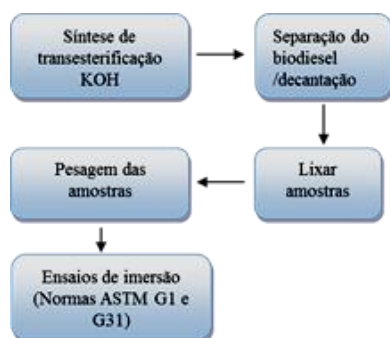 Síntese de
transesterificação
KOH
Separação do
biodiesel
/decantação
Lixar
amostras
Pesagem das
amostras
Ensaios de imersão
(Normas ASTM G1 e
G31)